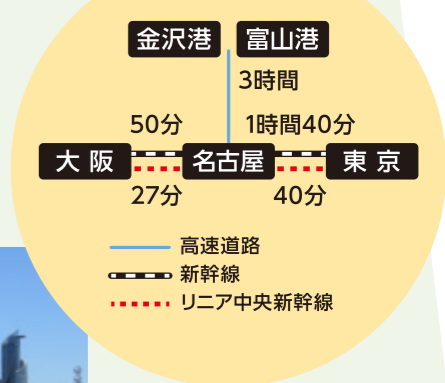 金沢港 富山港
3時間
50分 1時間40分
大阪 名古屋 東京
27分 40分
高速道路
新幹線
リニア中央新幹線